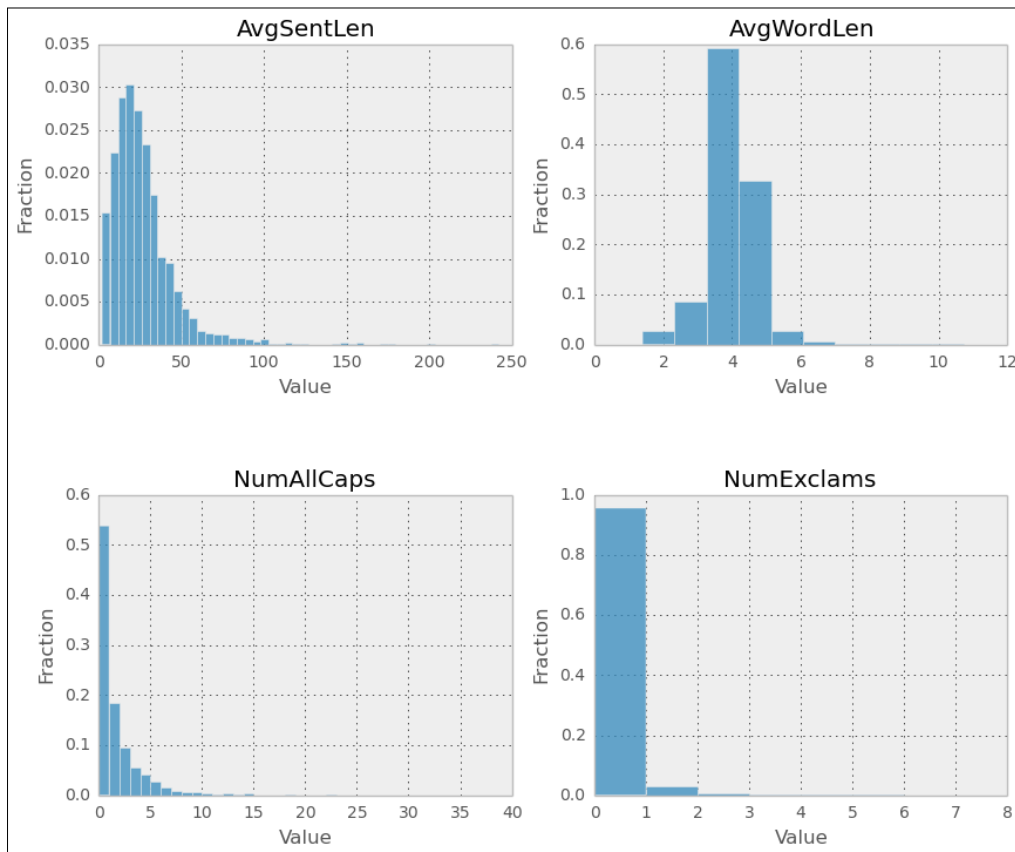 AvgSentLen
0.035
0.030
0.025
0.020
0.015
0.010
0.005
0.000
Fraction
0 50 100 150 200 250
Value
AvgWordLen
0.6
0.5
0.4
0.3
0.2
0.1
0.0
Fraction
0 2 4 6 8 10 12
Value
NumAllCaps
0.6
0.5
0.4
0.3
0.2
0.1
0.0
Fraction
0 5 10 15 20 25 30 35 40
Value
NumExclams
1.0
0.8
0.6
0.4
0.2
0.0
Fraction
0 1 2 3 4 5 6 7 8
Value